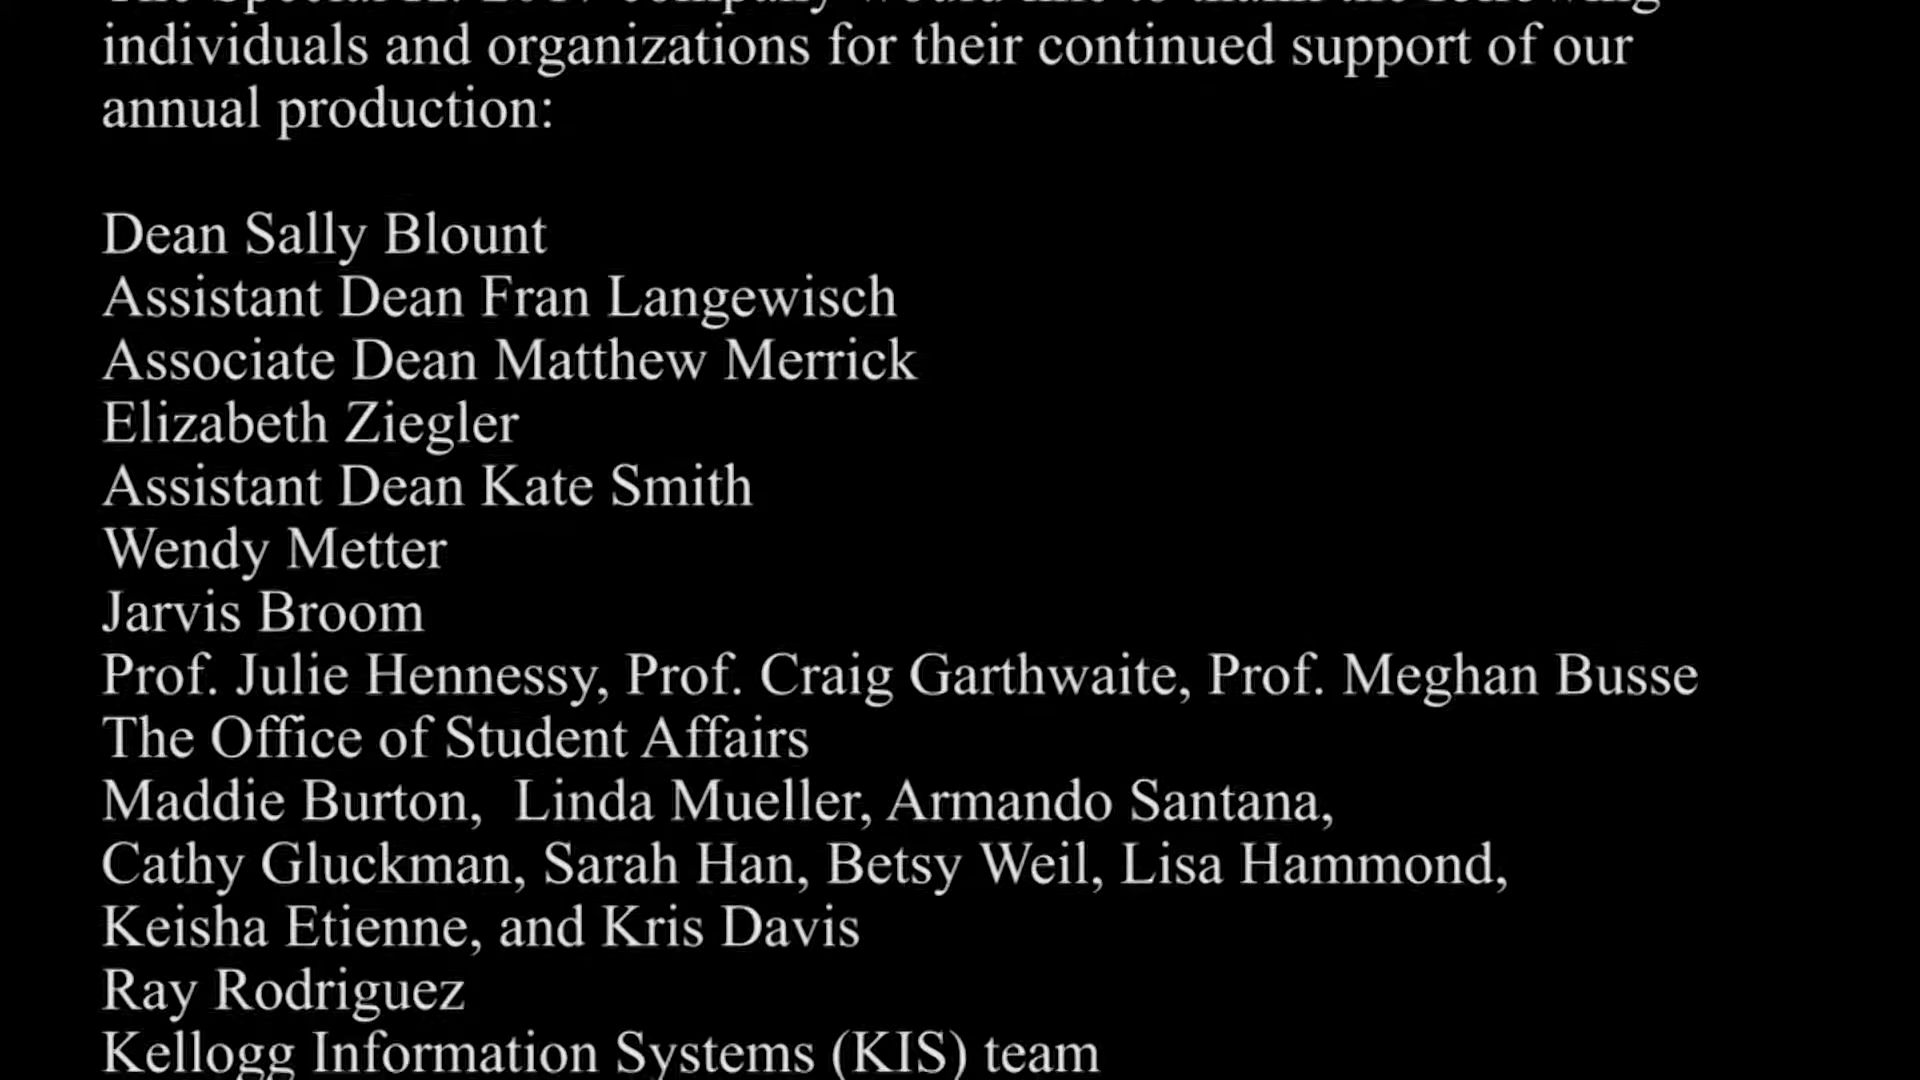 individuals and organizations for their continued support of our
annual production:
Dean Sally Blount
Assistant Dean Fran Langewisch
Associate Dean Matthew Merrick
Elizabeth Ziegler
Assistant Dean Kate Smith
Wendy Metter
Jarvis Broom
Prof. Julie Hennessy, Prof. Craig Garthwaite, Prof. Meghan Busse
The Office of Student Affairs
Maddie Burton,  Linda Mueller, Armando Santana,
Cathy Gluckman, Sarah Han, Betsy Weil, Lisa Hammond,
Keisha Etienne, and Kris Davis
Ray Rodriguez
Kellogg Information Systems (KIS) team